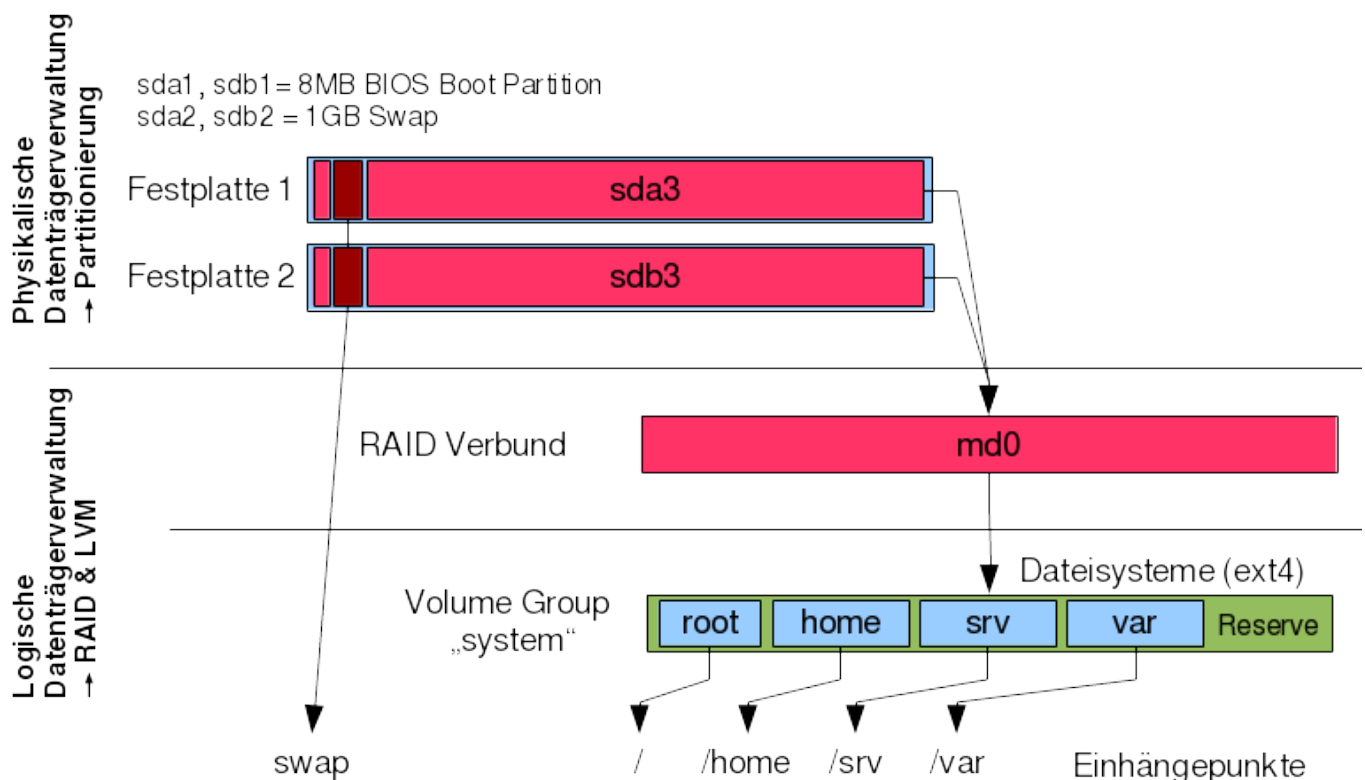 Physikalische
Datenträgerverwaltung
→ Partitionierung
sda1, sdb1 = 8MB BIOS Boot Partition
sda2, sdb2 = 1GB Swap
Festplatte 1
sda3
Festplatte 2
sdb3
Logische
Datenträgerverwaltung
→ RAID & LVM
RAID Verbund
md0
Dateisysteme (ext4)
Volume Group
„system“
root
home
srv
var
Reserve
swap
/
/home
/srv
/var
Einhängepunkte